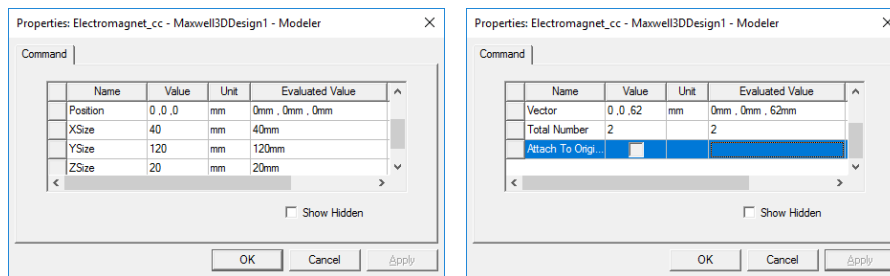 Properties: Electromagnet_cc - Maxwell3DDesign1 - Modeler
Command
Name Value Unit Evaluated Value
Position 0 ,0 ,0 mm 0mm , 0mm , 0mm
XSize 40 mm 40mm
YSize 120 mm 120mm
ZSize 20 mm 20mm
Show Hidden
OK Cancel Apply
Properties: Electromagnet_cc - Maxwell3DDesign1 - Modeler
Command
Name Value Unit Evaluated Value
Vector 0 ,0 ,62 mm 0mm , 0mm , 62mm
Total Number 2 2
Attach To Origi...
Show Hidden
OK Cancel Apply